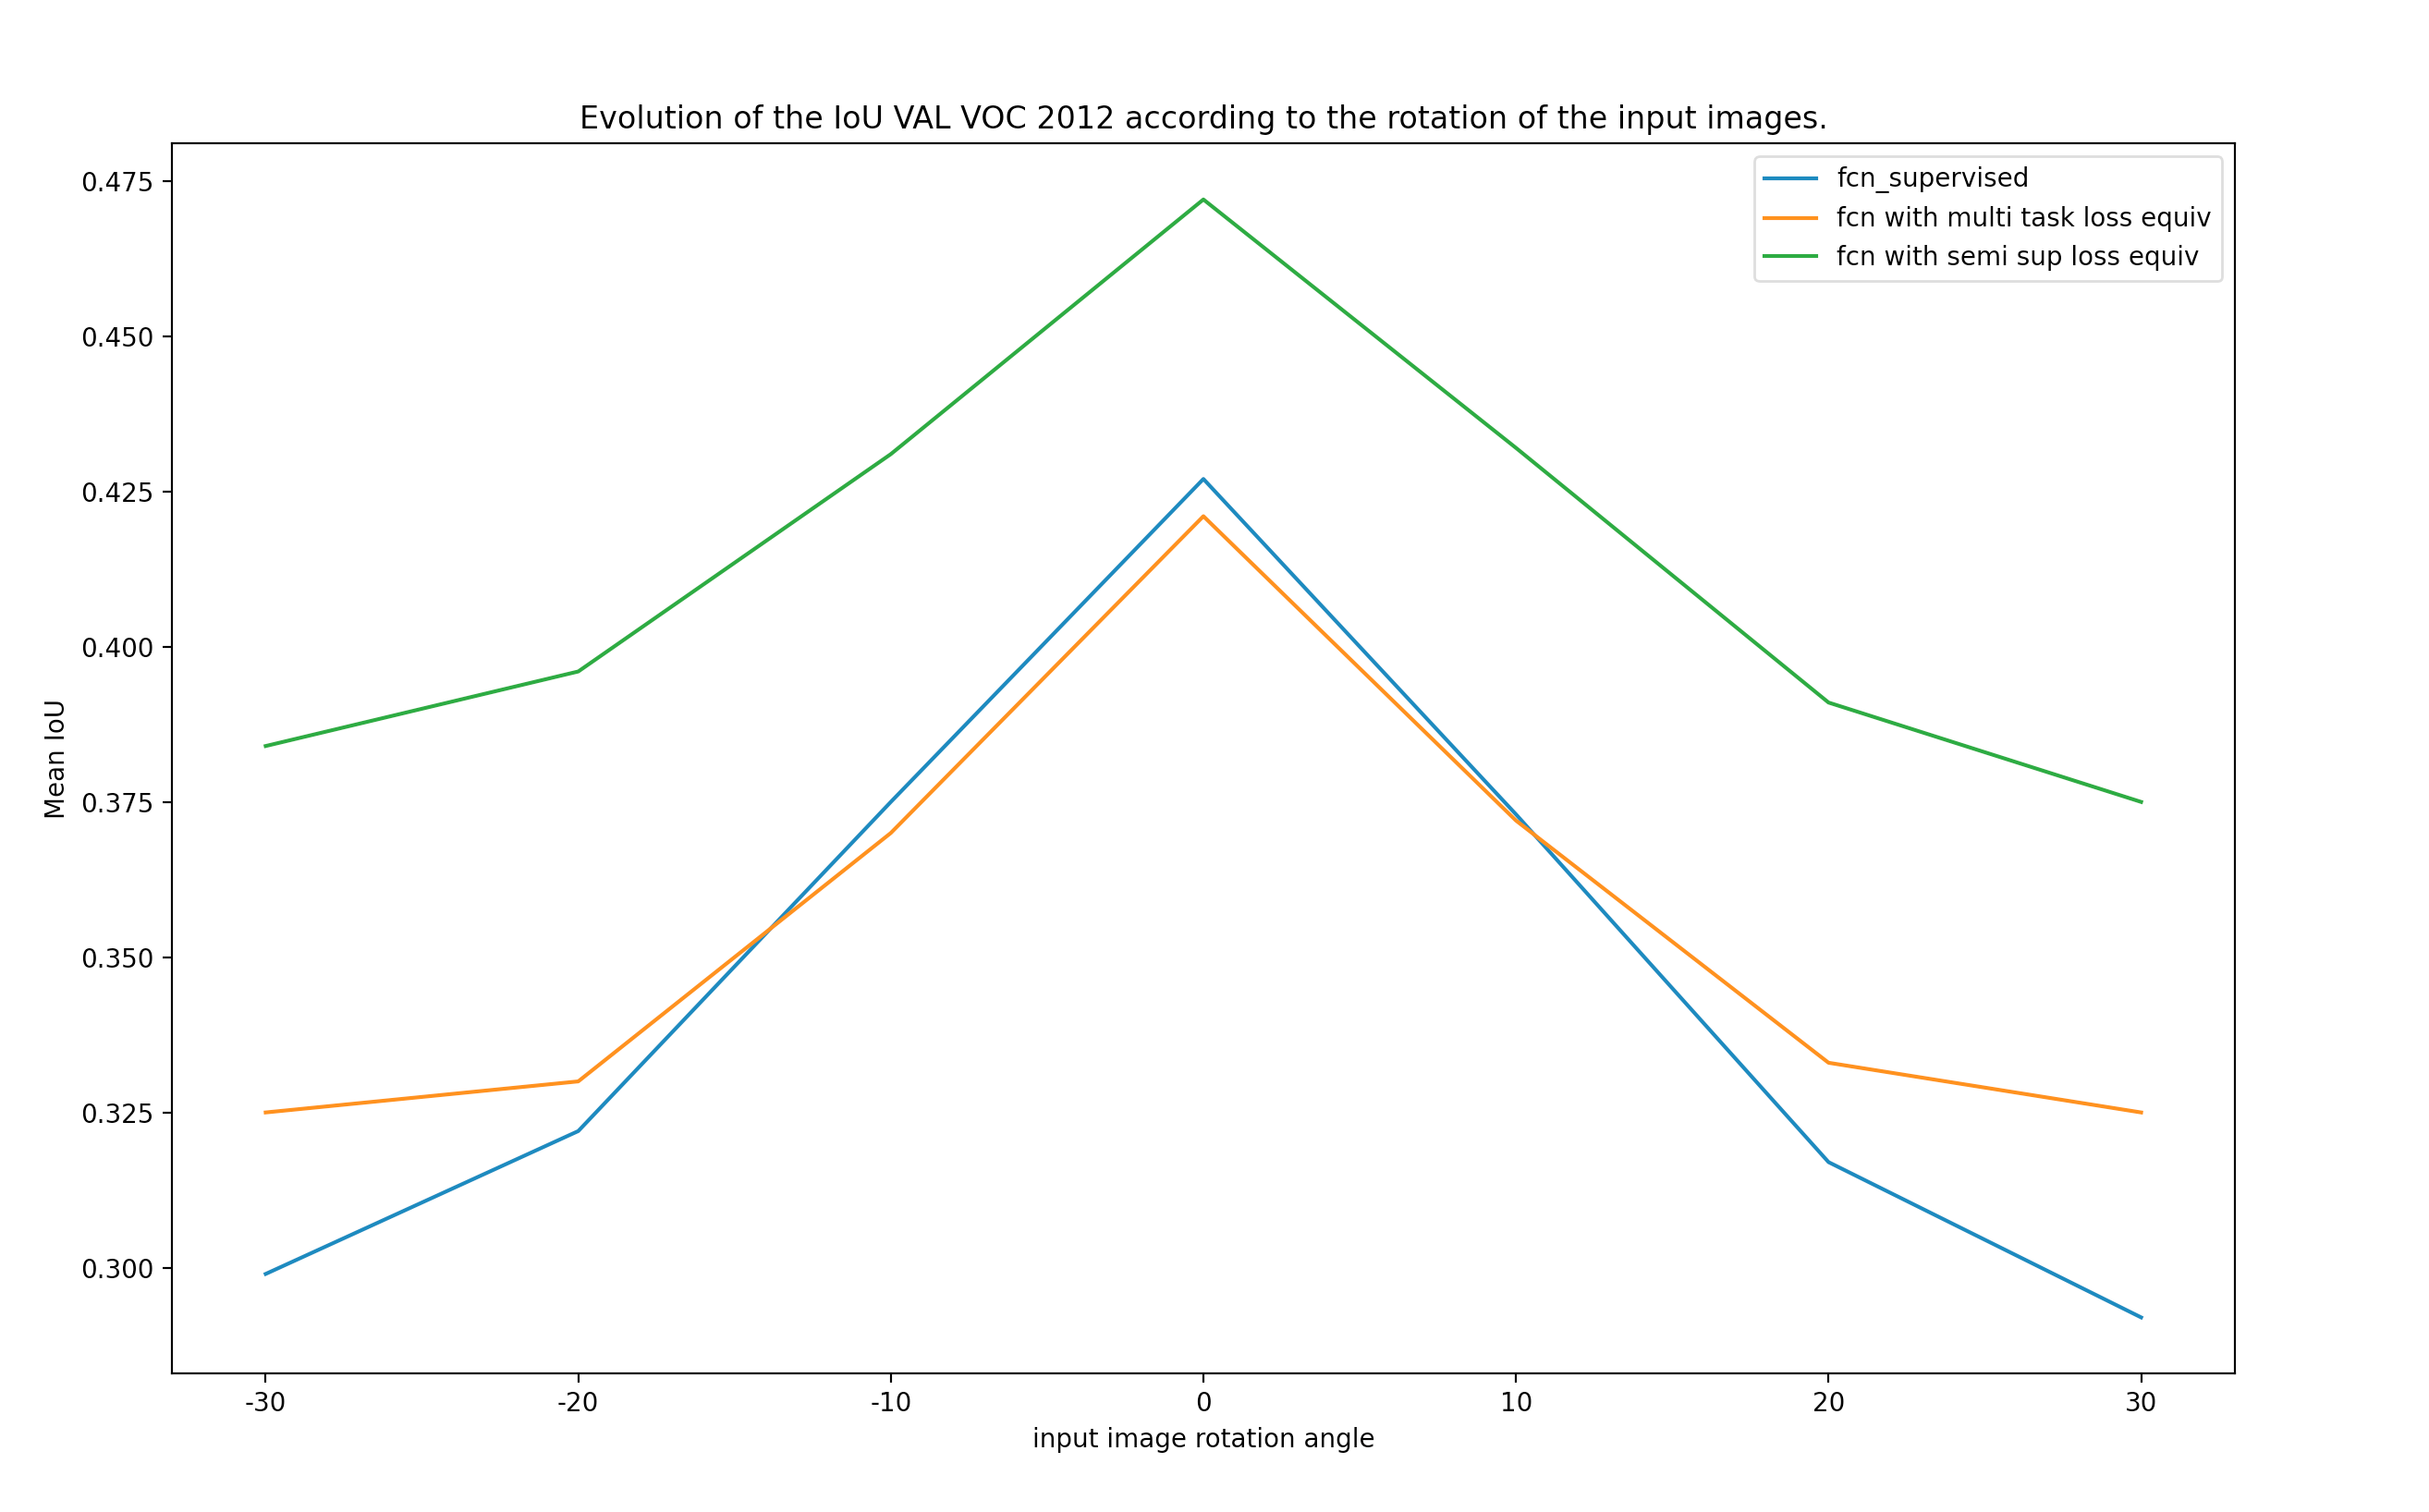 Evolution of the IoU VAL VOC 2012 according to the rotation of the input images.
fcn_supervised
fcn with multi task loss equiv
fcn with semi sup loss equiv
0.475
0.450
0.425
0.400
0.375
0.350
0.325
0.300
Mean IoU
-30 -20 -10 0 10 20 30
input image rotation angle